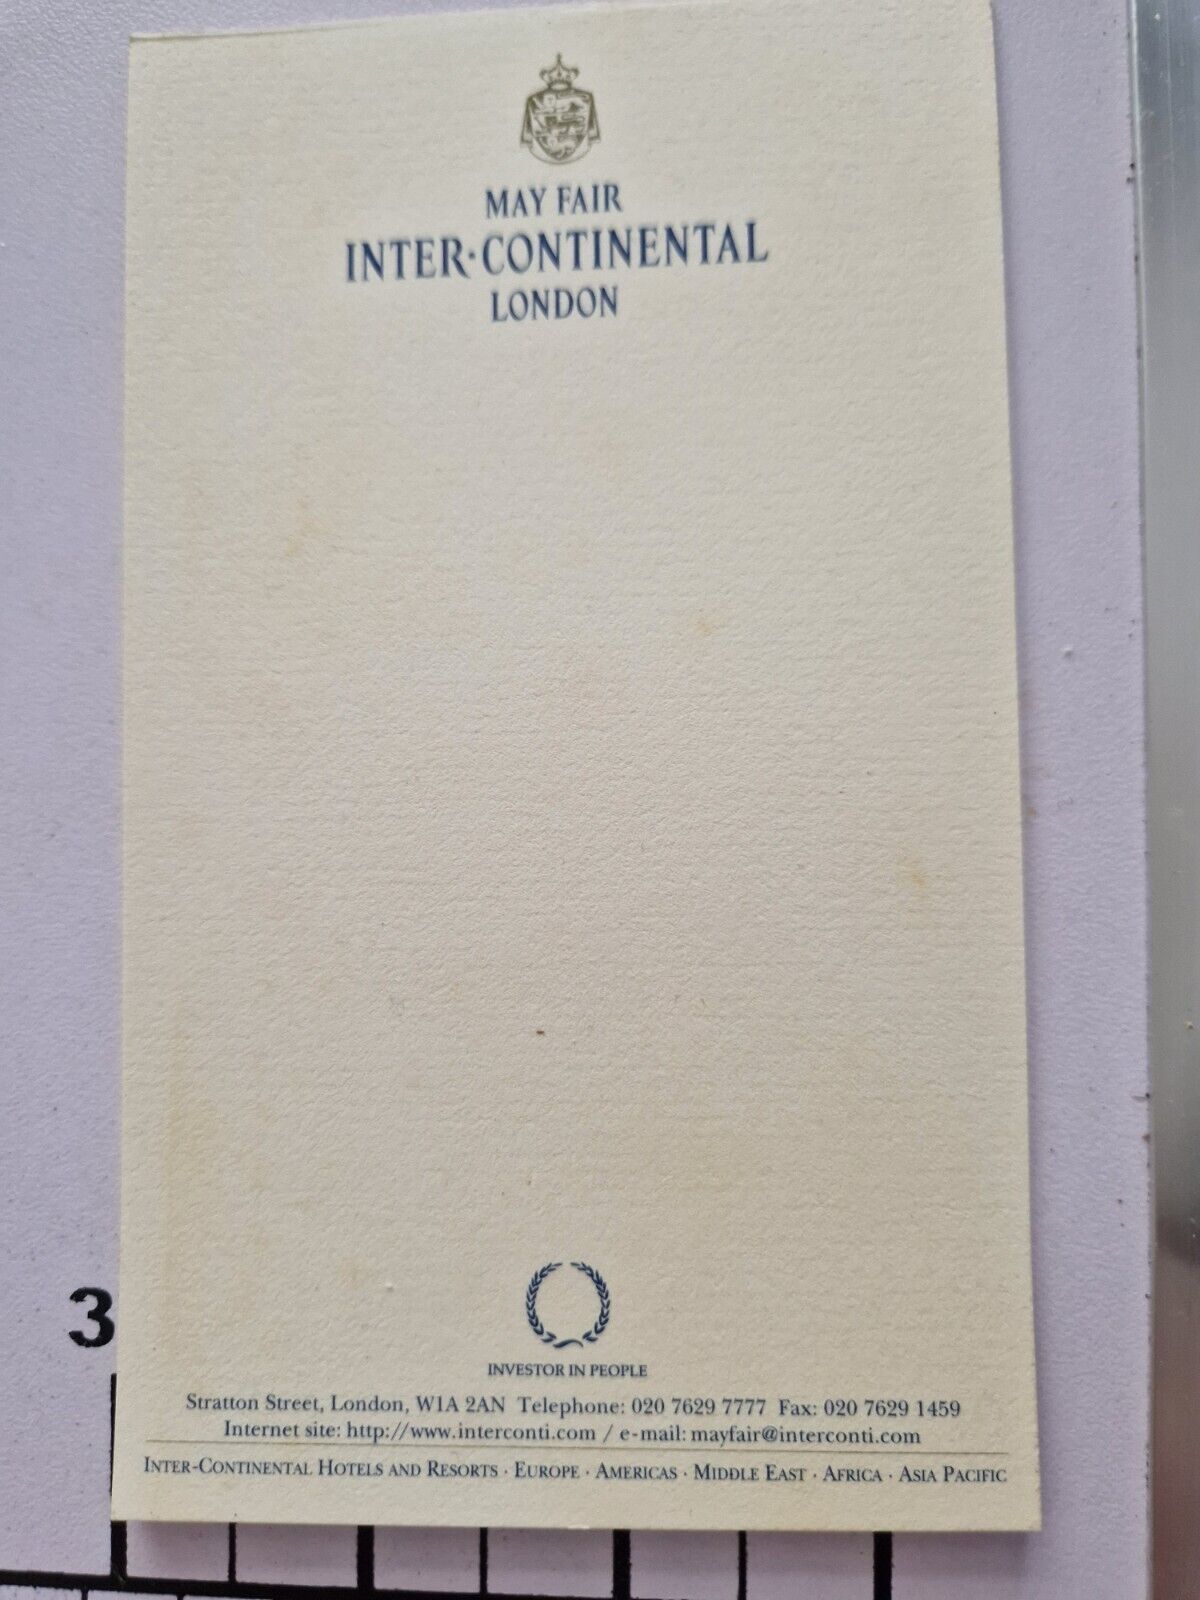 MAY FAIR
INTER·CONTINENTAL
LONDON
3
INVESTOR IN PEOPLE
Stratton Street, London, W1A 2AN Telephone: 020 7629 7777 Fax: 020 7629 1459
Internet site: http://www.interconti.com / e-mail: mayfair@interconti.com
INTER-CONTINENTAL HOTELS AND RESORTS · EUROPE · AMERICAS · MIDDLE EAST · AFRICA · ASIA PACIFIC